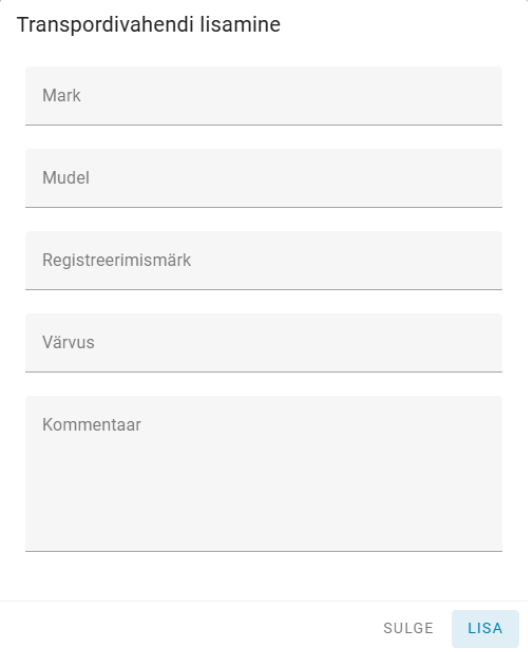 Transpordivahendi lisamine
Mark
Mudel
Registreerimismärk
Värvus
Kommentaar
SULGE LISA